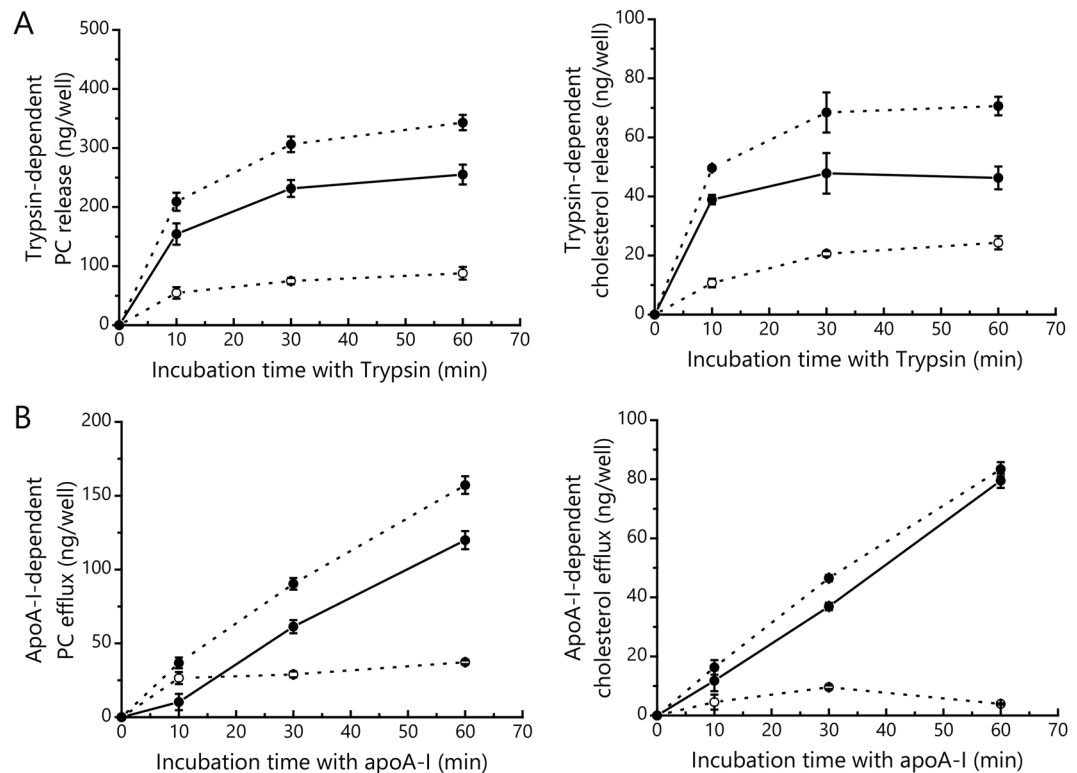 A
Trypsin-dependent
PC release (ng/well)
500
400
300
200
100
0
0 10 20 30 40 50 60 70
Incubation time with Trypsin (min)
Trypsin-dependent
cholesterol release (ng/well)
100
80
60
40
20
0
0 10 20 30 40 50 60 70
Incubation time with Trypsin (min)
B
ApoA-I-dependent
PC efflux (ng/well)
200
150
100
50
0
0 10 20 30 40 50 60 70
Incubation time with apoA-I (min)
ApoA-I-dependent
cholesterol efflux (ng/well)
100
80
60
40
20
0
0 10 20 30 40 50 60 70
Incubation time with apoA-I (min)